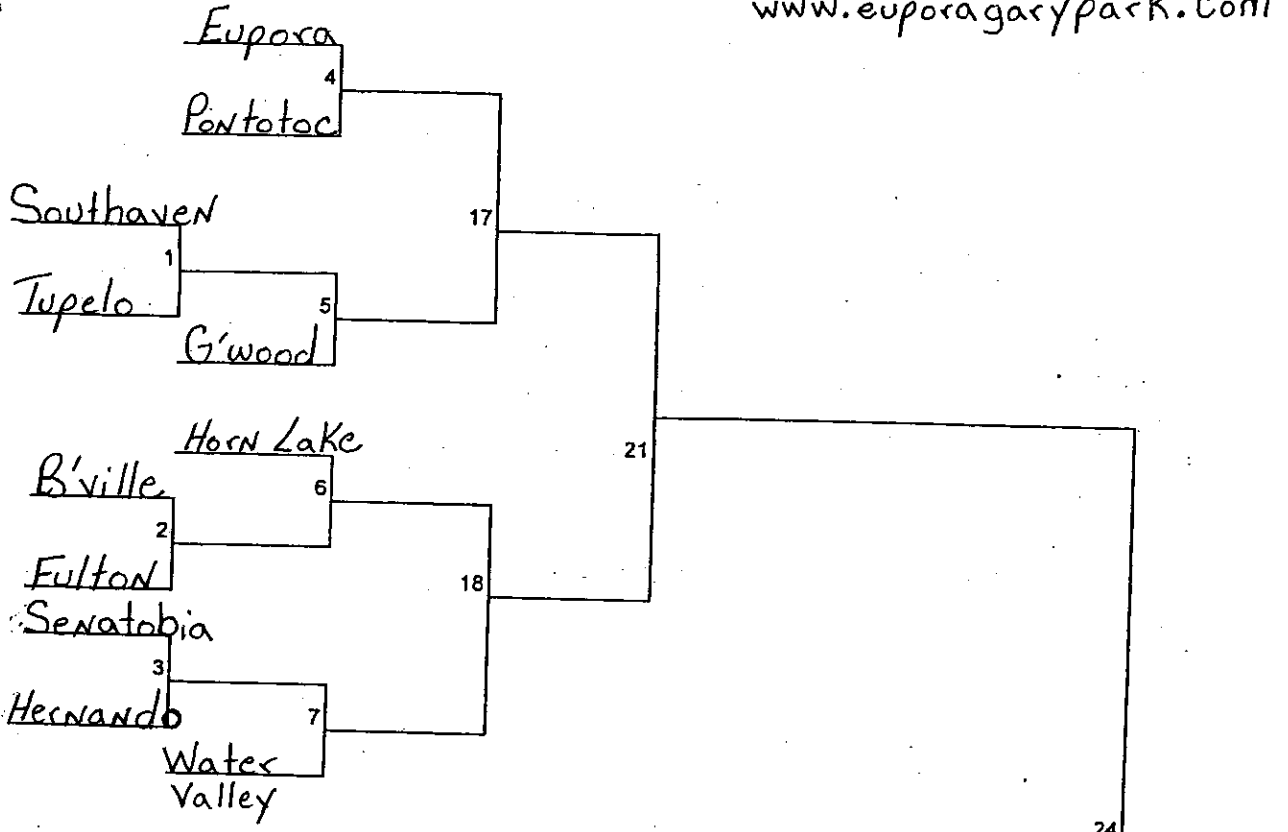 www.euporagarypark.com
Eupora
4
Pontotoc
Southaven
17
1
Tupelo
5
G'wood
Horn Lake
21
B'ville
6
2
Fulton
18
Senatobia
3
Hernando
7
Water
Valley
24